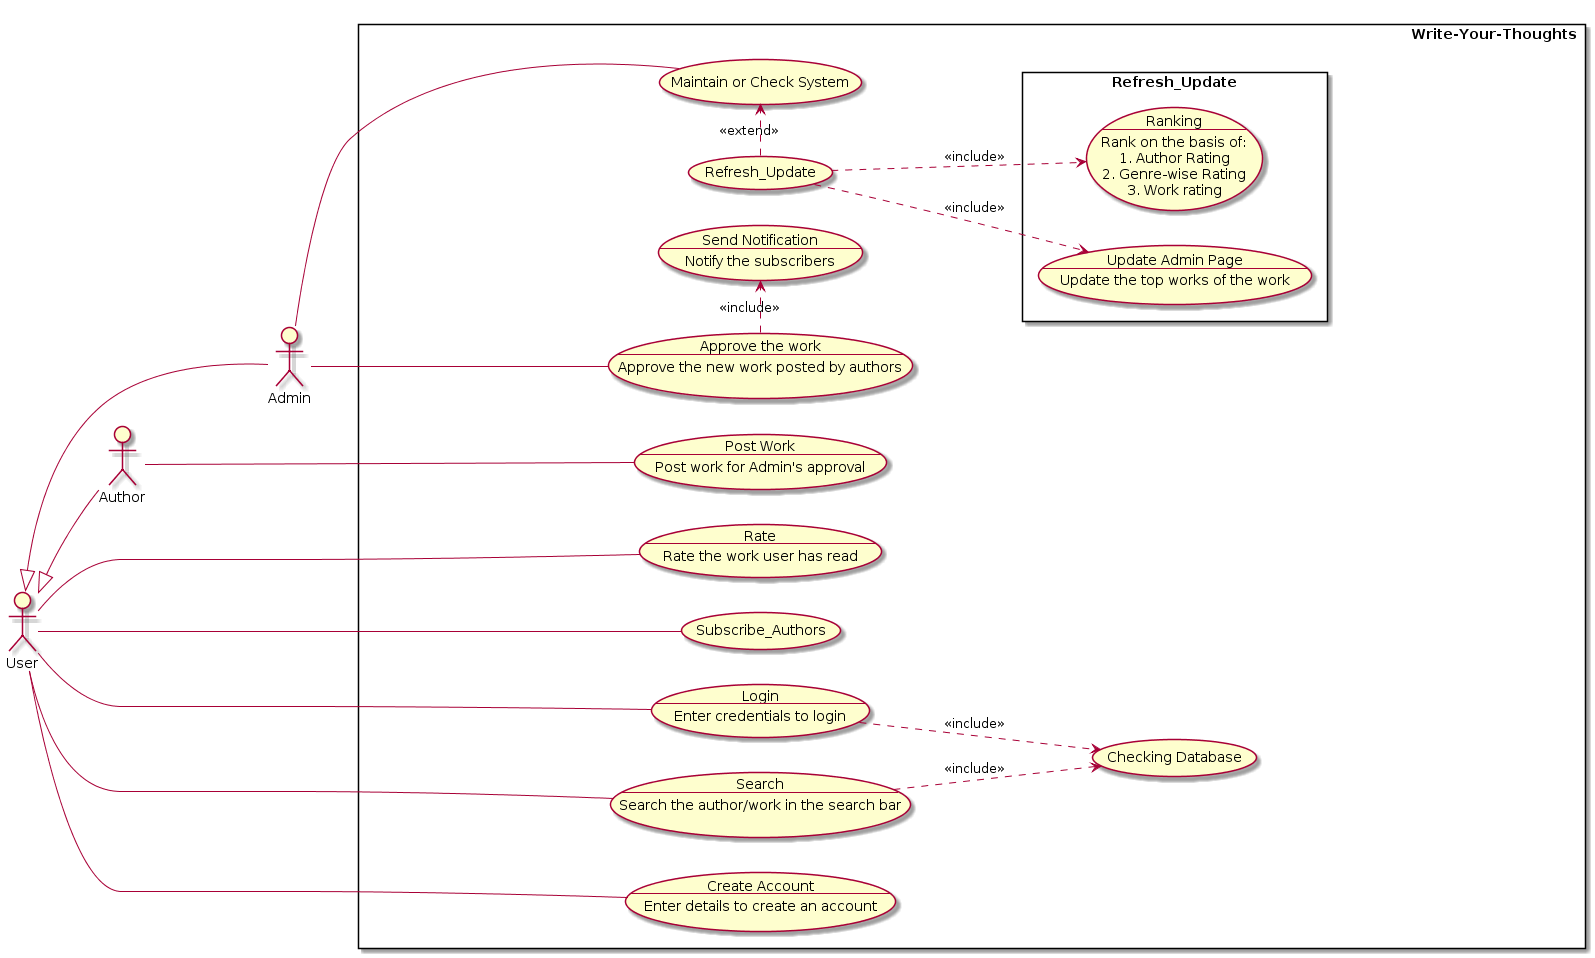 Write-Your-Thoughts
Maintain or Check System
Refresh_Update
«extend»
Refresh_Update
«include»
«include»
Ranking
Rank on the basis of:
1. Author Rating
2. Genre-wise Rating
3. Work rating
Update Admin Page
Update the top works of the work
Send Notification
Notify the subscribers
«include»
Approve the work
Approve the new work posted by authors
Admin
Post Work
Post work for Admin's approval
Author
Rate
Rate the work user has read
Subscribe_Authors
User
Login
Enter credentials to login
«include»
Checking Database
«include»
Search
Search the author/work in the search bar
Create Account
Enter details to create an account